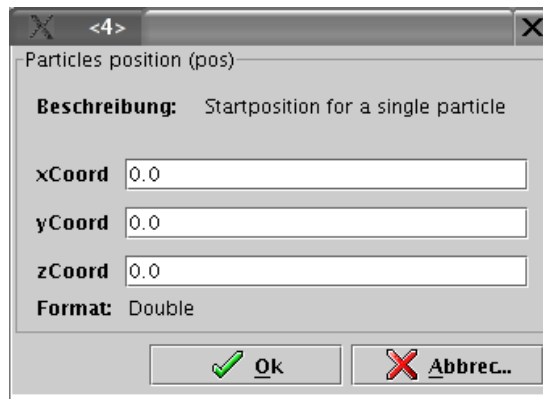 <4>
Particles position (pos)
Beschreibung: Startposition for a single particle
xCoord 0.0
yCoord 0.0
zCoord 0.0
Format: Double
Ok Abbrec...